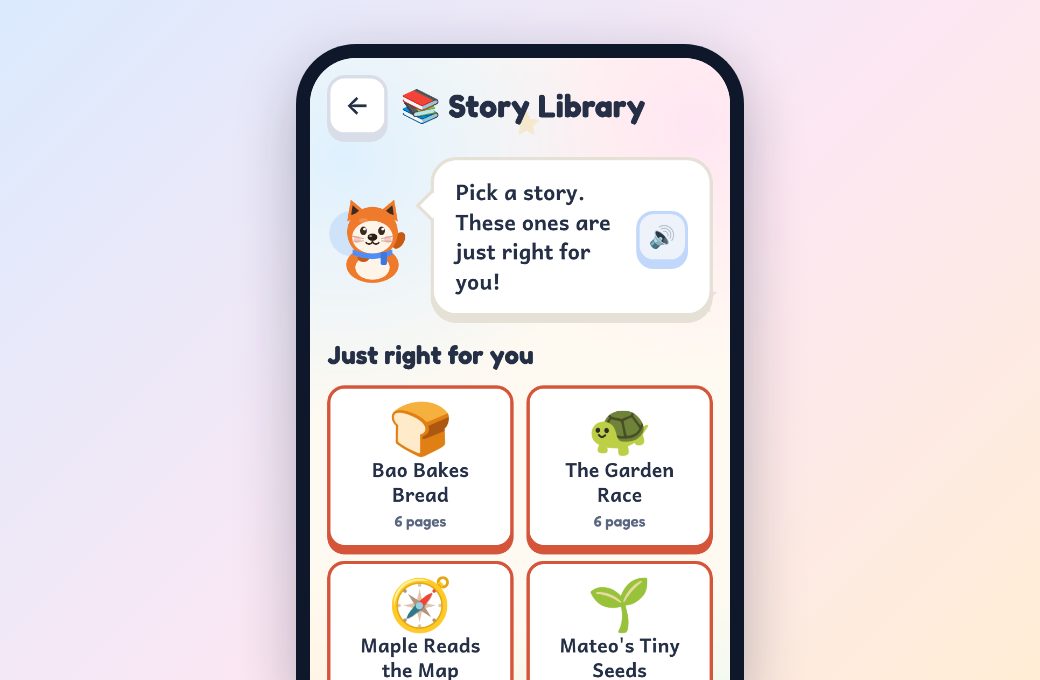 Story Library
Pick a story.
These ones are
just right for
you!
Just right for you
Bao Bakes
Bread
6 pages
The Garden
Race
6 pages
Maple Reads
the Map
Mateo's Tiny
Seeds